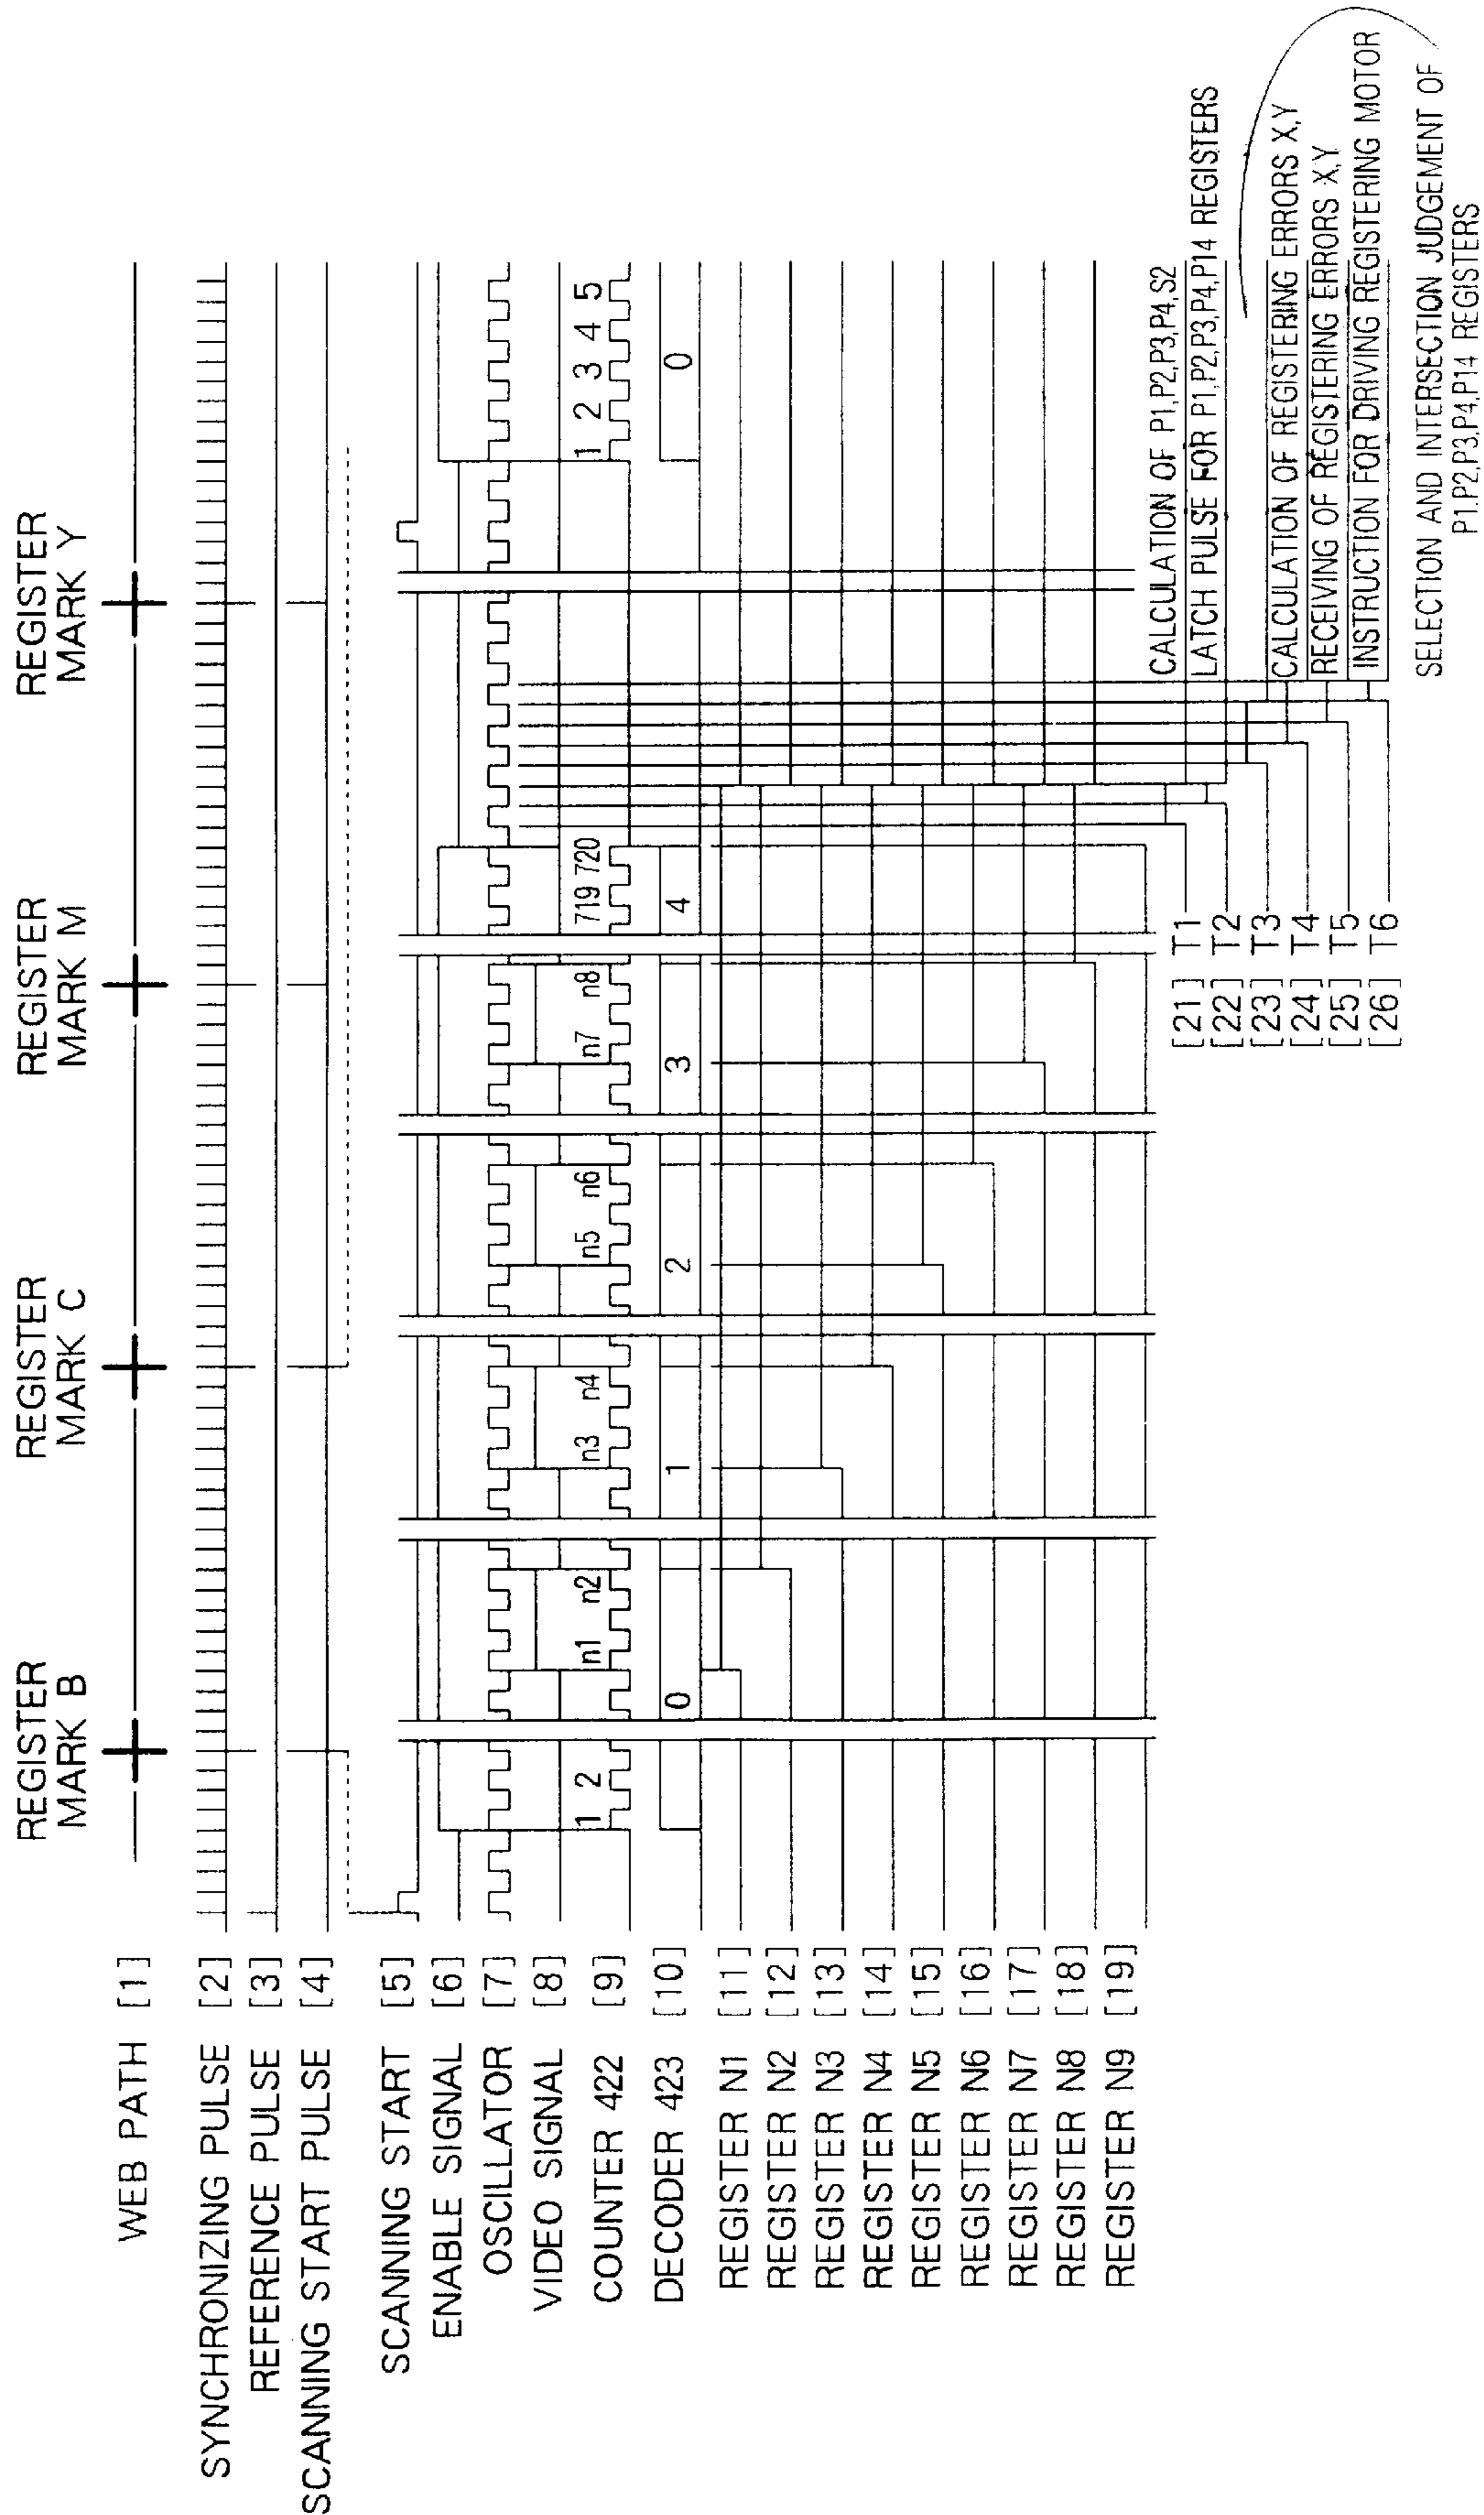 REGISTER
MARK B
REGISTER
MARK C
REGISTER
MARK M
REGISTER
MARK Y
WEB PATH [1]
SYNCHRONIZING PULSE [2]
REFERENCE PULSE [3]
SCANNING START PULSE [4]
SCANNING START [5]
ENABLE SIGNAL [6]
OSCILLATOR [7]
VIDEO SIGNAL [8]
COUNTER 422 [9]
1 2 n1 n2 n3 n4 n5 n6 n7 n8 719 720 1 2 3 4 5
DECODER 423 [10]
0 1 2 3 4 0
REGISTER N1 [11]
REGISTER N2 [12]
REGISTER N3 [13]
REGISTER N4 [14]
REGISTER N5 [15]
REGISTER N6 [16]
REGISTER N7 [17]
REGISTER N8 [18]
REGISTER N9 [19]
[21] T1
[22] T2
[23] T3
[24] T4
[25] T5
[26] T6
CALCULATION OF P1,P2,P3,P4,S2
LATCH PULSE FOR P1,P2,P3,P4,P14 REGISTERS
CALCULATION OF REGISTERING ERRORS X,Y
RECEIVING OF REGISTERING ERRORS X,Y
INSTRUCTION FOR DRIVING REGISTERING MOTOR
SELECTION AND INTERSECTION JUDGEMENT OF
P1,P2,P3,P4,P14 REGISTERS